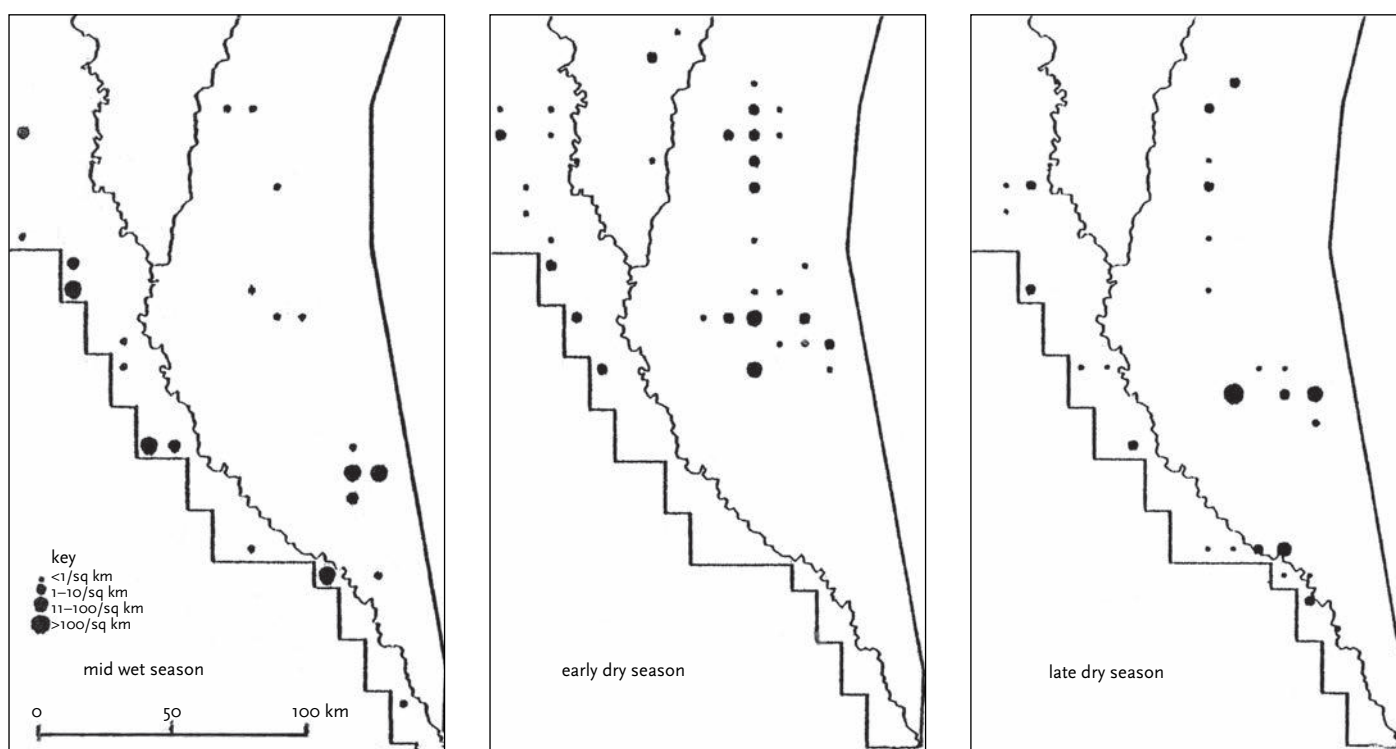 key
<1/sq km
1–10/sq km
11–100/sq km
>100/sq km
mid wet season
0 50 100 km
early dry season
late dry season